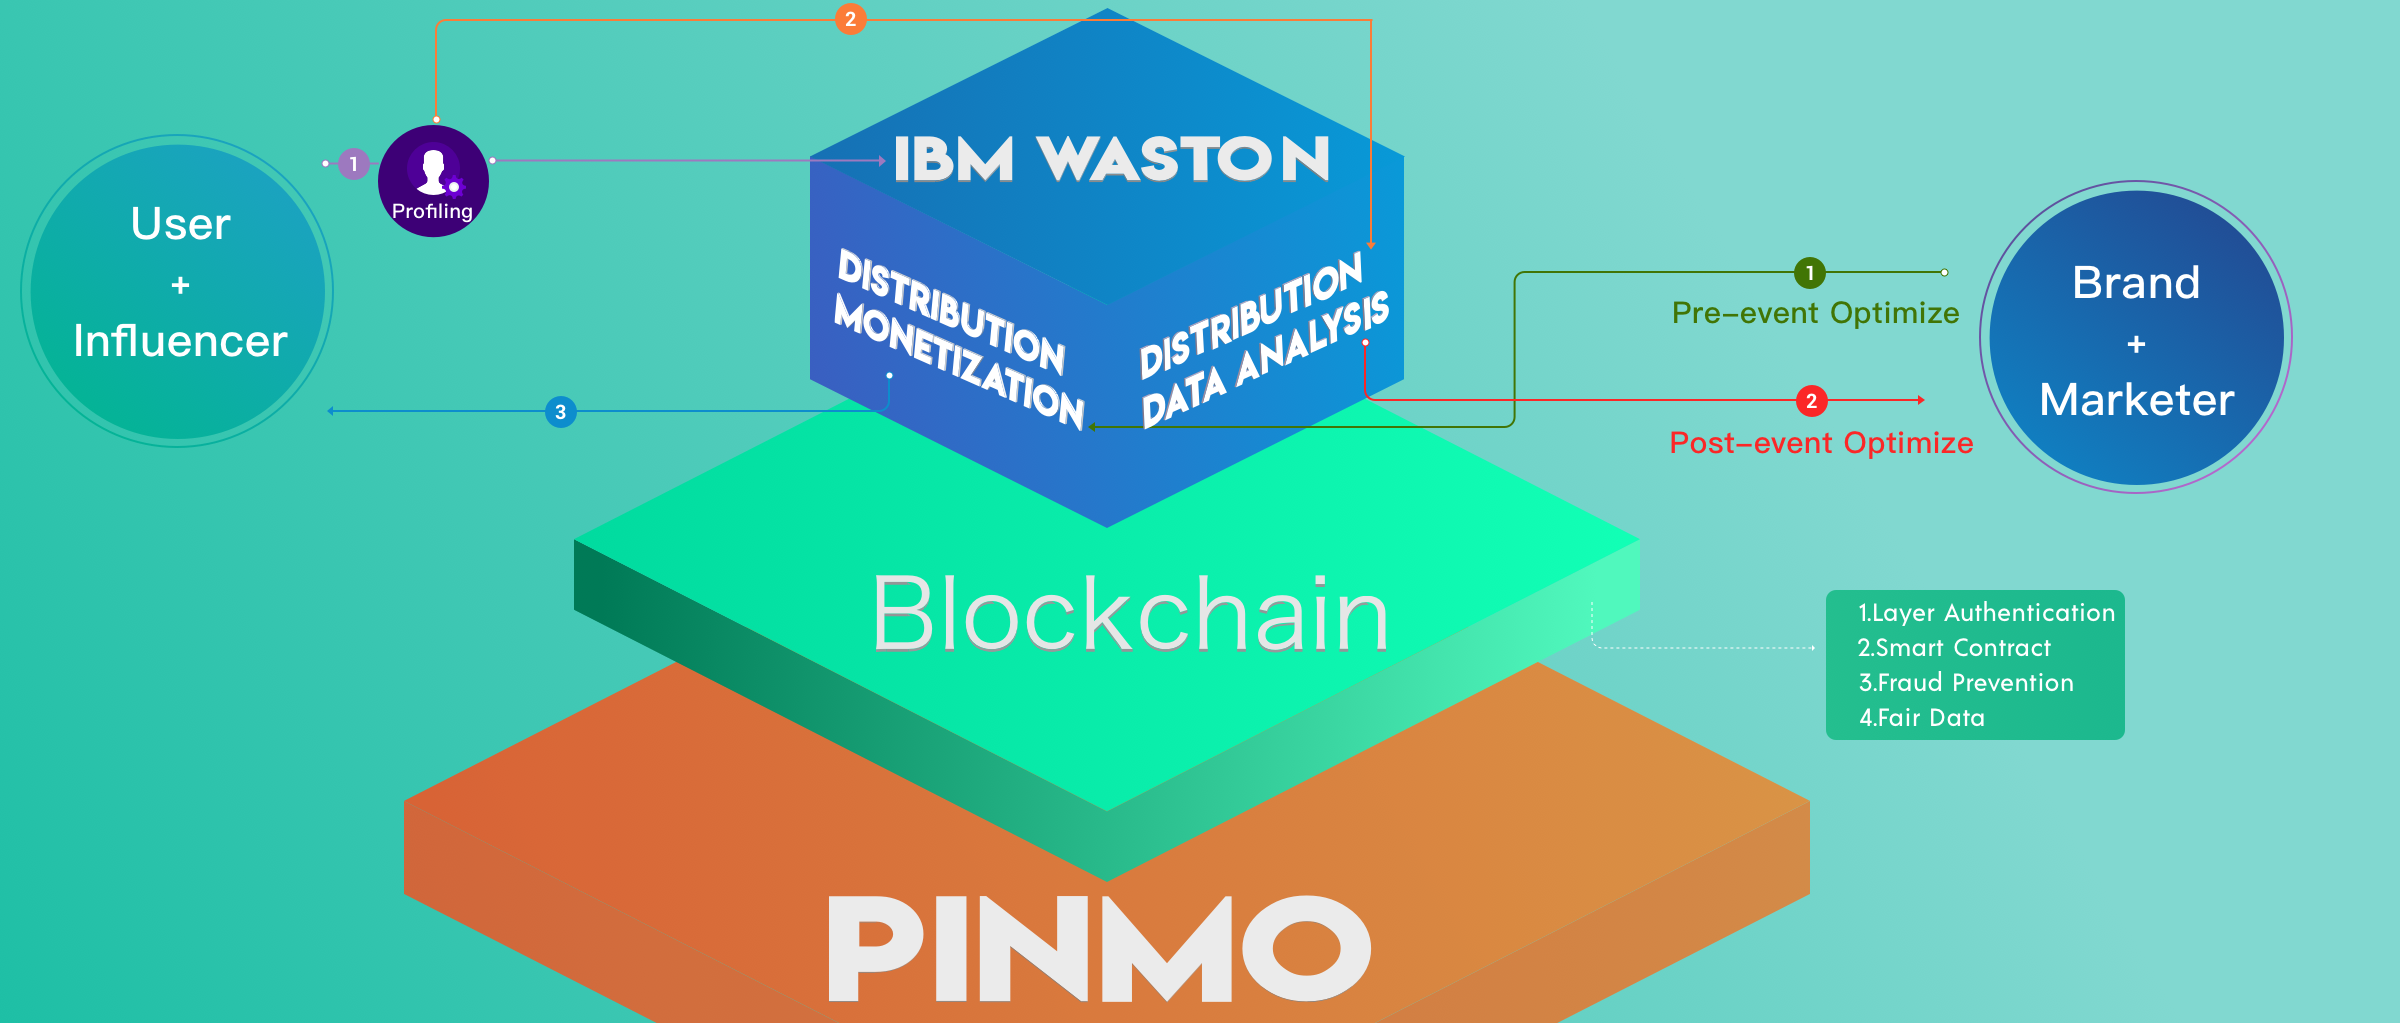 2
IBM WASTON
1
Profiling
User
+
Influencer
DISTRIBUTION
MONETIZATION
DISTRIBUTION
DATA ANALYSIS
3
1
Pre-event Optimize
2
Post-event Optimize
Brand
+
Marketer
Blockchain
1.Layer Authentication
2.Smart Contract
3.Fraud Prevention
4.Fair Data
PINMO